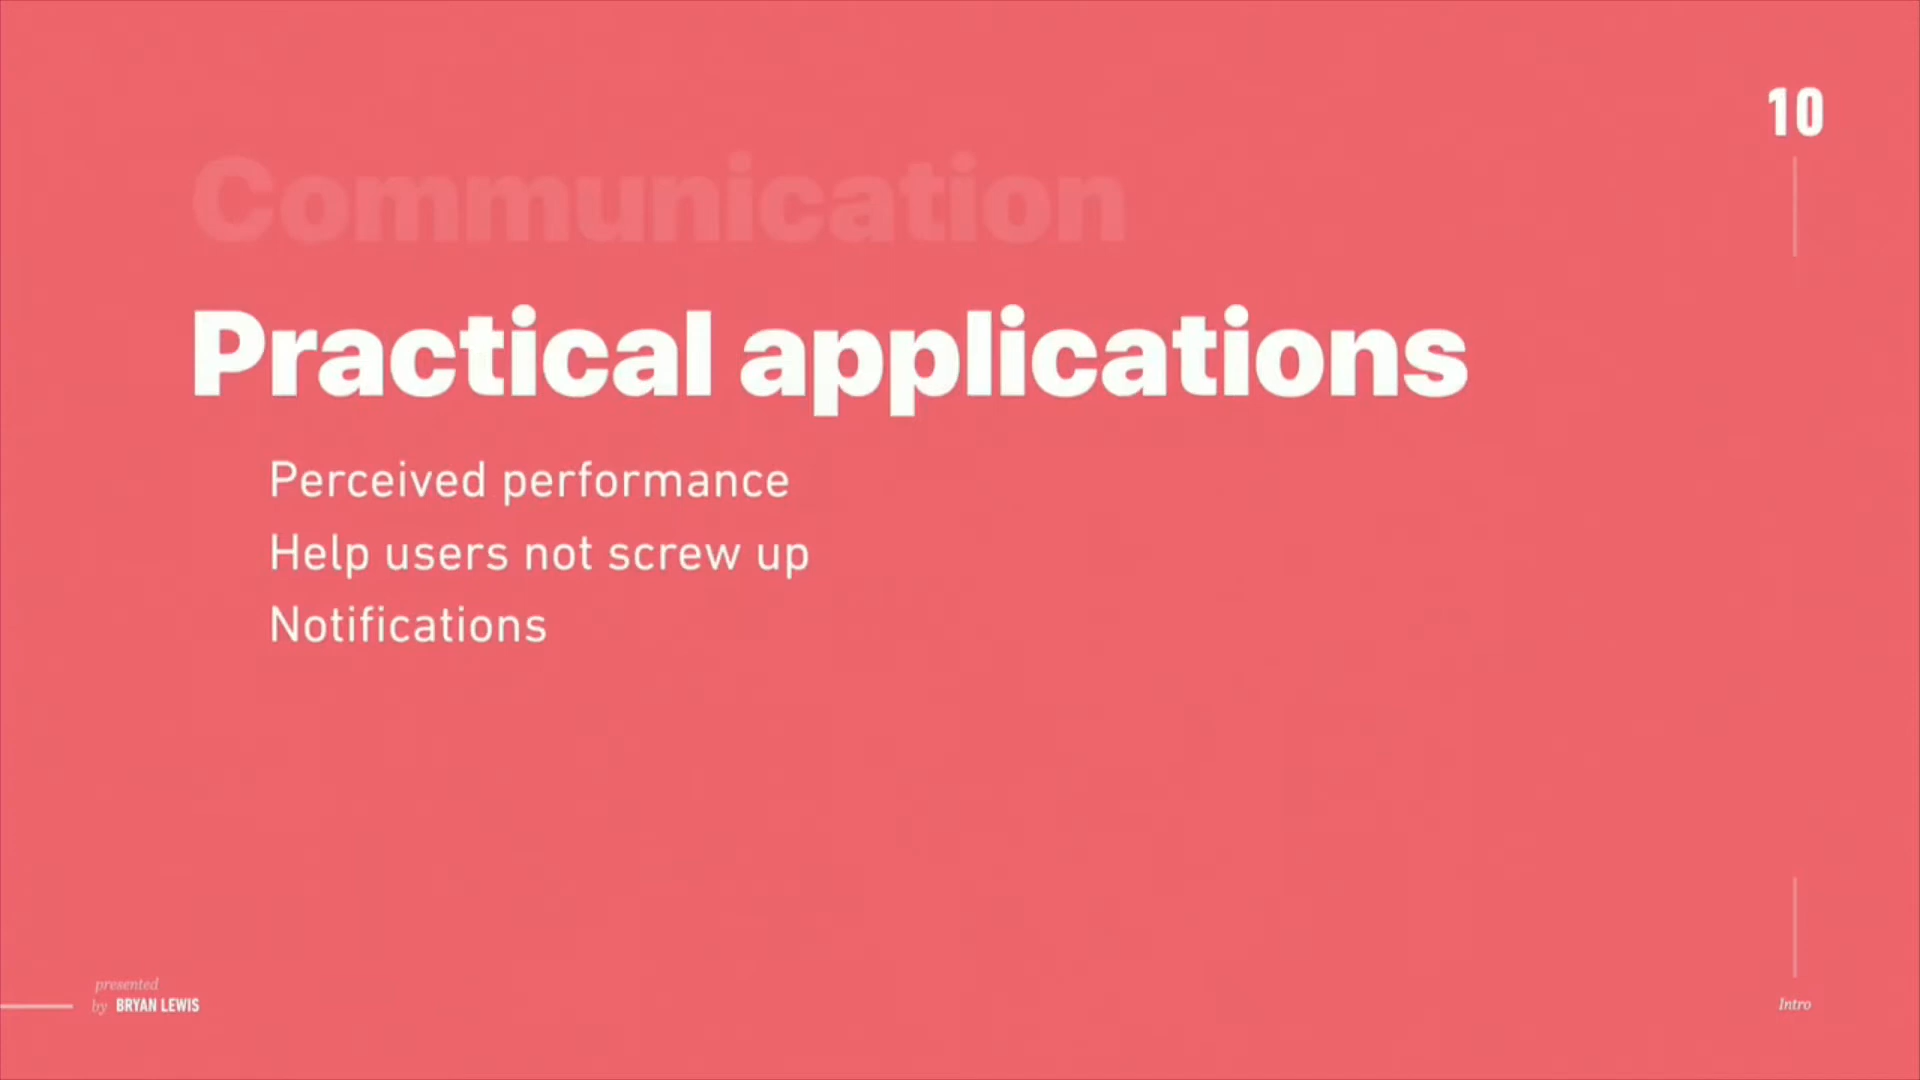 10
Communication
Practical applications
Perceived performance
Help users not screw up
Notifications
presented
by BRYAN LEWIS
Intro